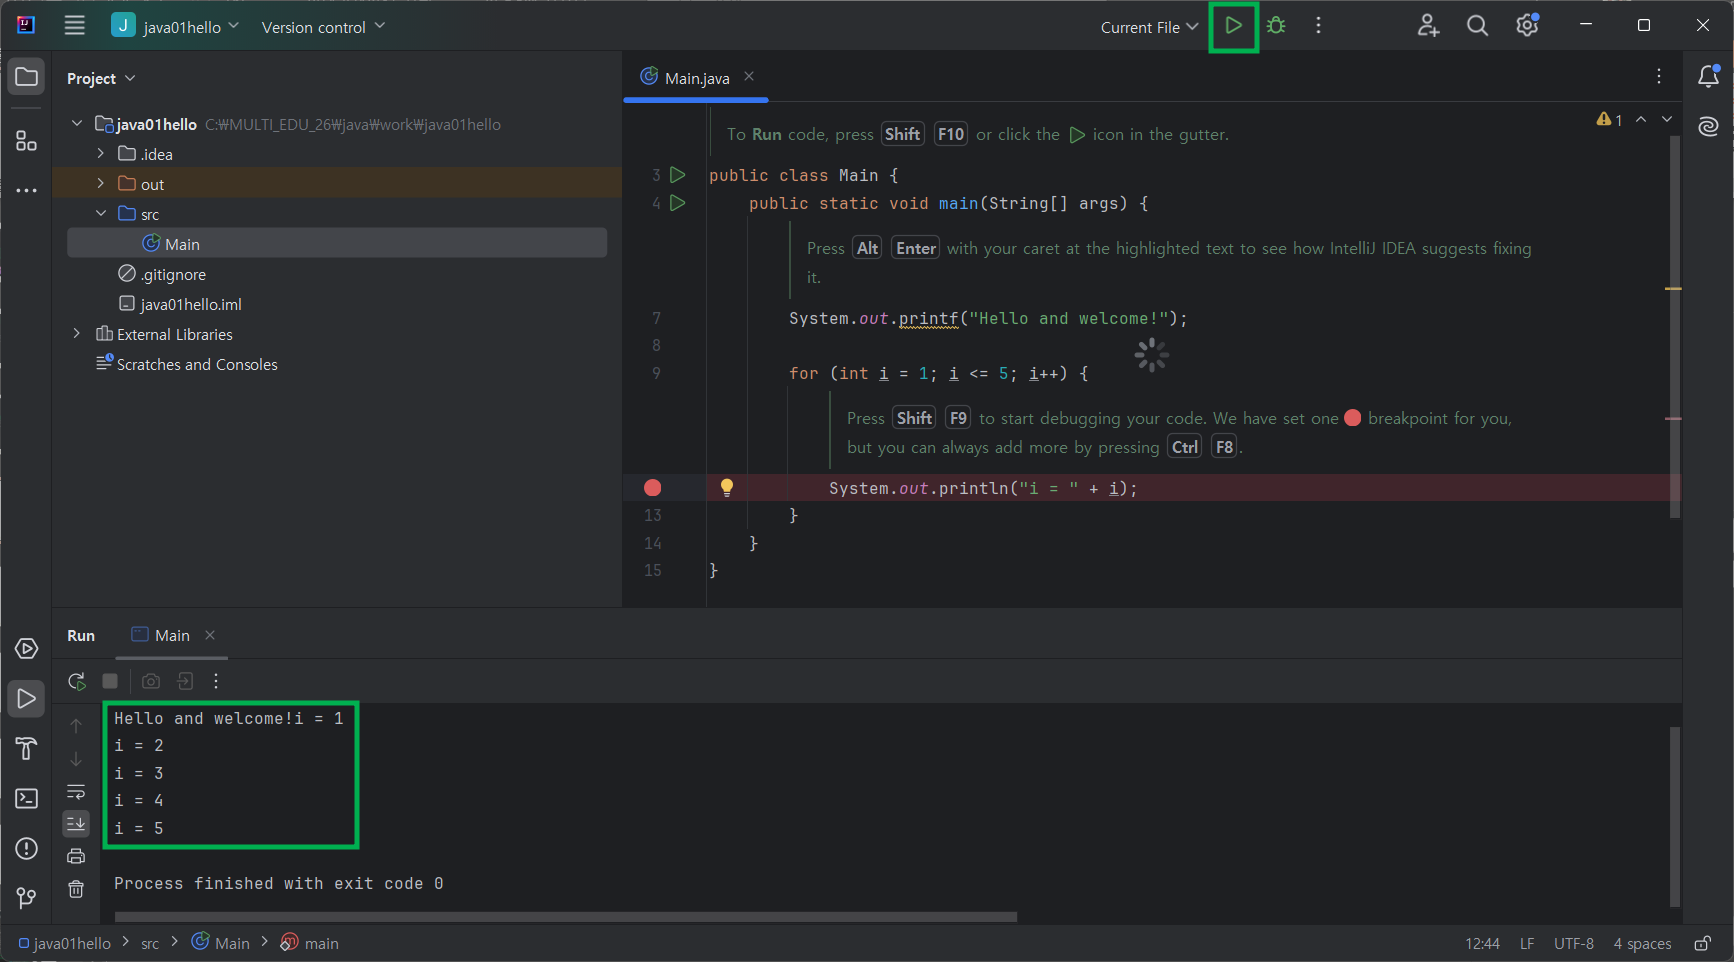 J java01hello Version control Current File
Project
Main.java
java01hello C:₩MULTI_EDU_26₩java₩work₩java01hello
.idea
out
src
Main
.gitignore
java01hello.iml
External Libraries
Scratches and Consoles
1
To Run code, press Shift F10 or click the icon in the gutter.
3 public class Main {
4 public static void main(String[] args) {
Press Alt Enter with your caret at the highlighted text to see how IntelliJ IDEA suggests fixing
it.
7 System.out.printf("Hello and welcome!");
8
9 for (int i = 1; i <= 5; i++) {
Press Shift F9 to start debugging your code. We have set one breakpoint for you,
but you can always add more by pressing Ctrl F8.
System.out.println("i = " + i);
13 }
14 }
15 }
Run Main
Hello and welcome!i = 1
i = 2
i = 3
i = 4
i = 5
Process finished with exit code 0
java01hello > src > Main > main 12:44 LF UTF-8 4 spaces